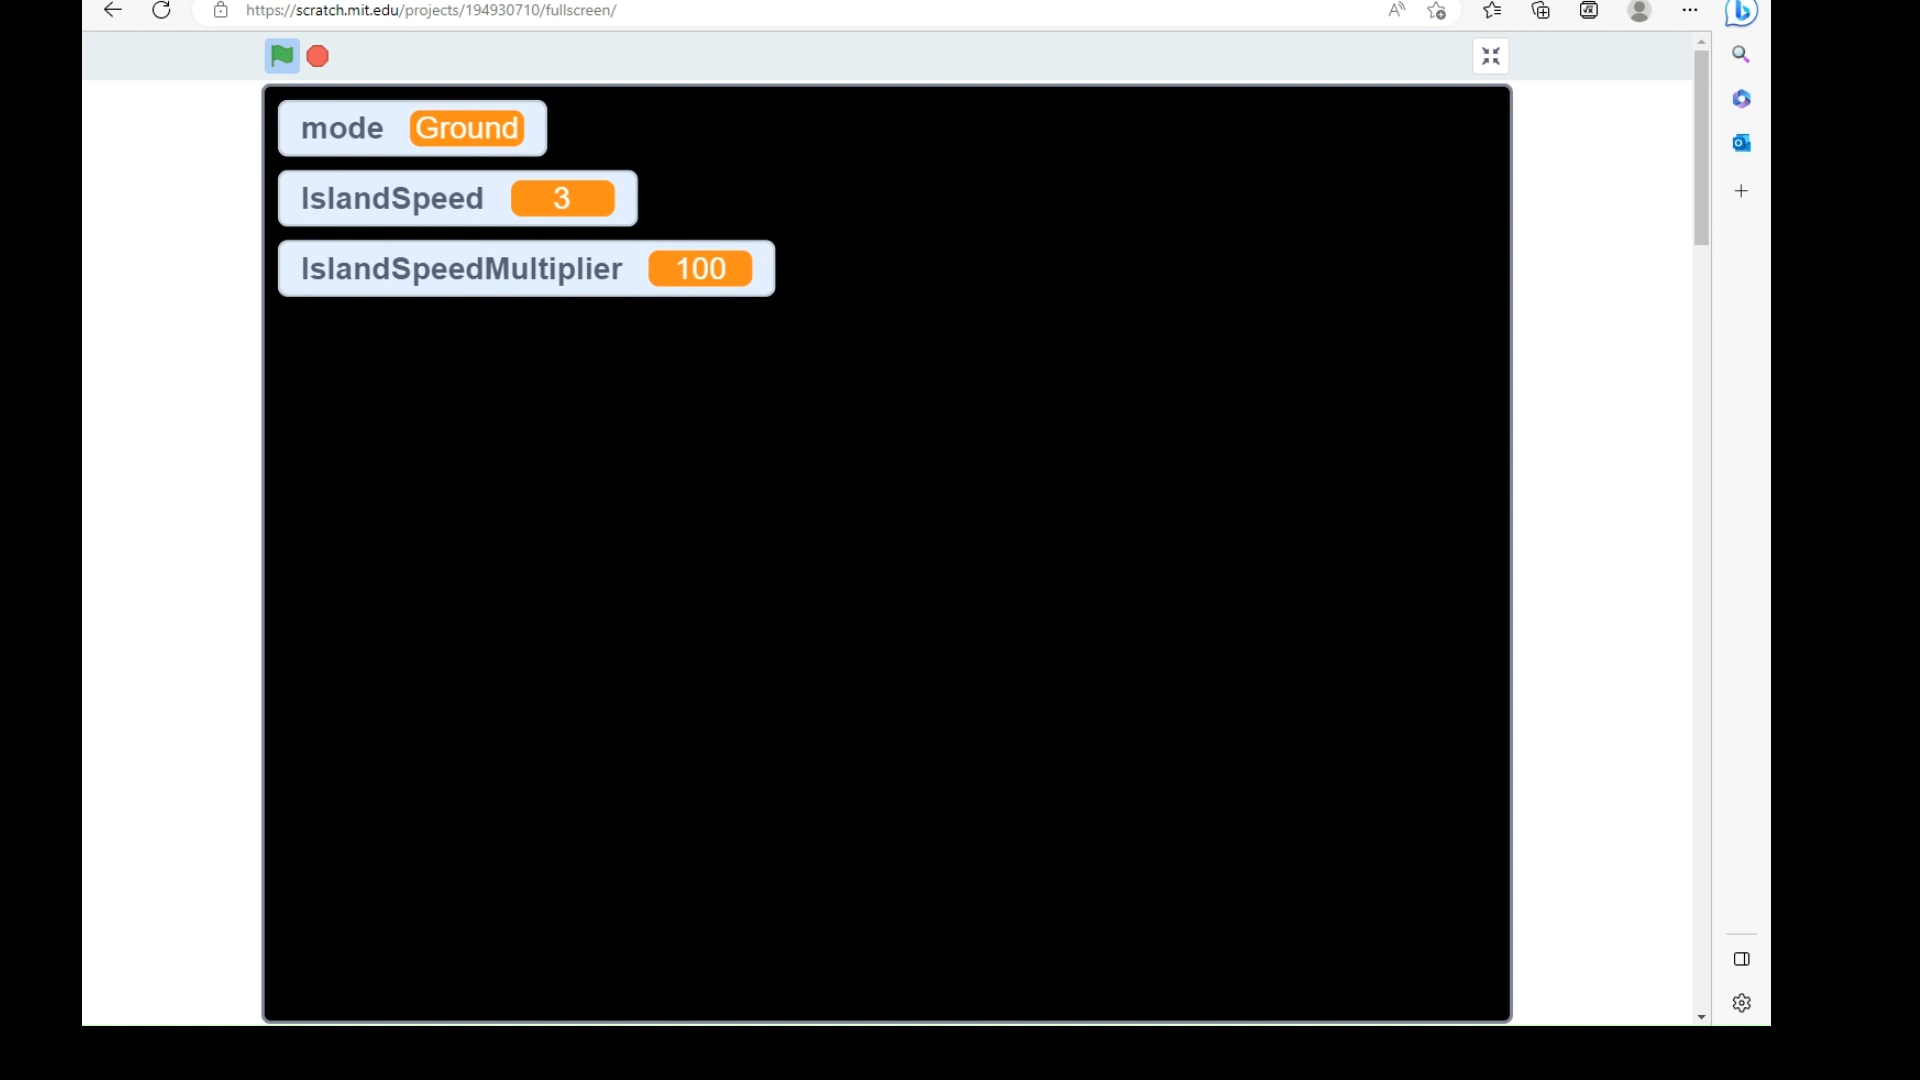 https://scratch.mit.edu/projects/194930710/fullscreen/
mode Ground
IslandSpeed 3
IslandSpeedMultiplier 100